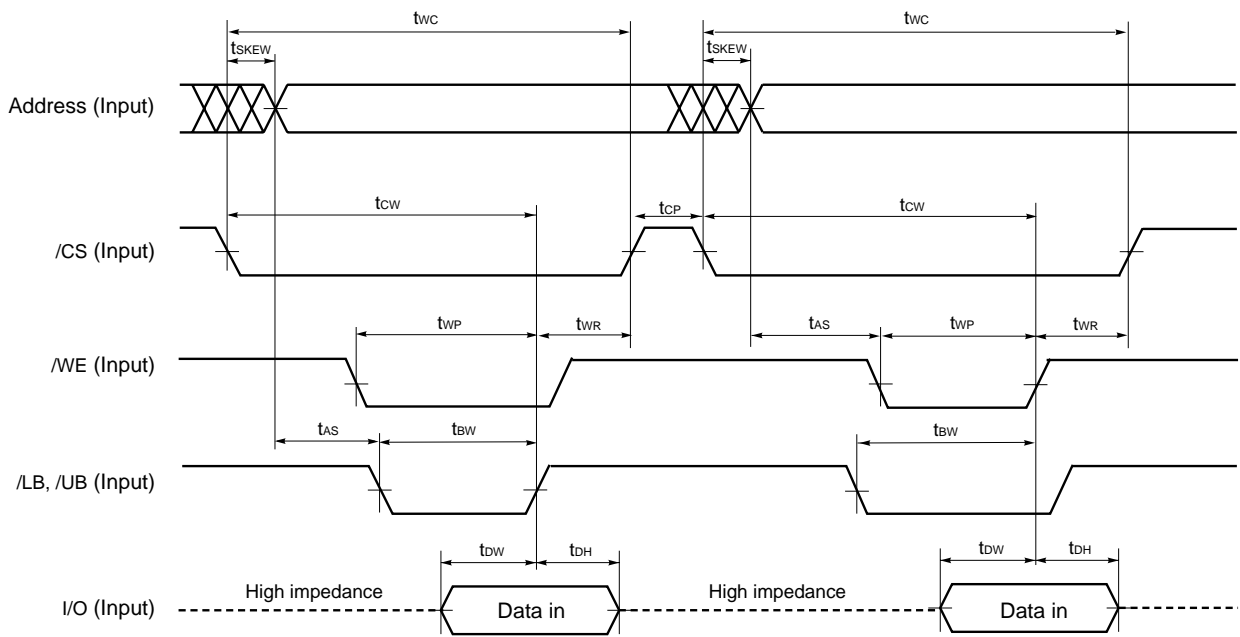 tWC tWC
tSKEW tSKEW
Address (Input)
tCW tCP tCW
/CS (Input)
tWP tWR tAS tWP tWR
/WE (Input)
tAS tBW tBW
/LB, /UB (Input)
tDW tDH tDW tDH
High impedance High impedance
I/O (Input) Data in Data in